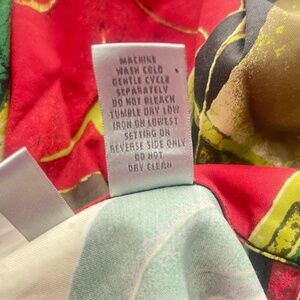 MACHINE
WASH COLD
GENTLE CYCLE
SEPARATELY
DO NOT BLEACH
TUMBLE DRY LOW
IRON ON LOWEST
SETTING ON
REVERSE SIDE ONLY
DO NOT
DRY CLEAN